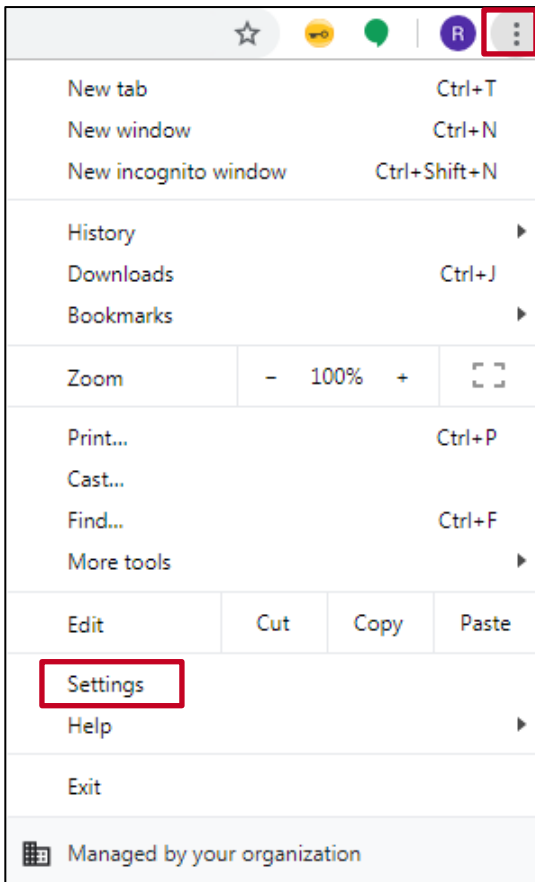 R
New tab Ctrl+T
New window Ctrl+N
New incognito window Ctrl+Shift+N
History
Downloads Ctrl+J
Bookmarks
Zoom - 100% +
Print... Ctrl+P
Cast...
Find... Ctrl+F
More tools
Edit Cut Copy Paste
Settings
Help
Exit
Managed by your organization